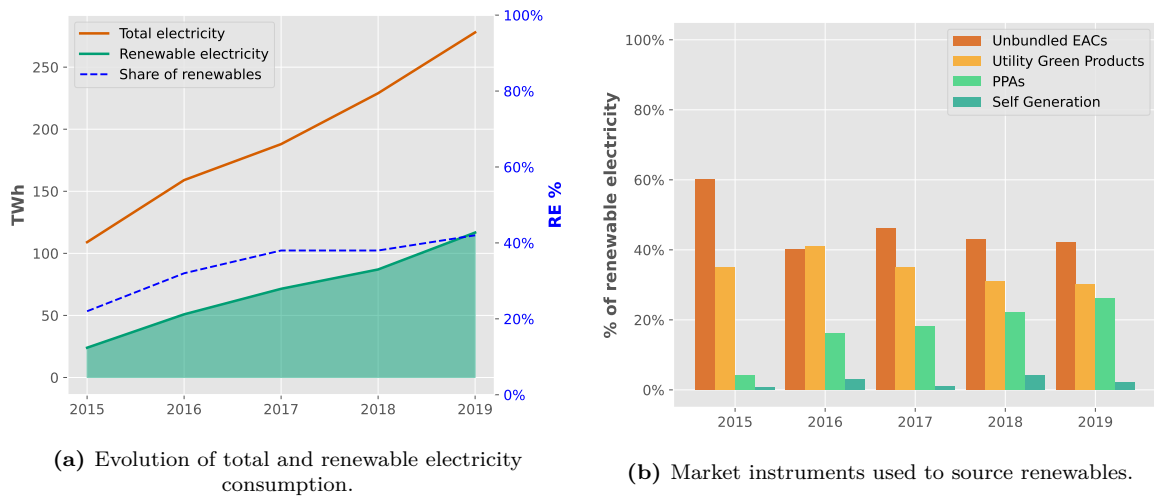 Total electricity
Renewable electricity
Share of renewables
TWh
250
200
150
100
50
0
2015 2016 2017 2018 2019
100%
80%
60%
40%
20%
0%
RE %
(a) Evolution of total and renewable electricity
consumption.
Unbundled EACs
Utility Green Products
PPAs
Self Generation
% of renewable electricity
100%
80%
60%
40%
20%
0%
2015 2016 2017 2018 2019
(b) Market instruments used to source renewables.